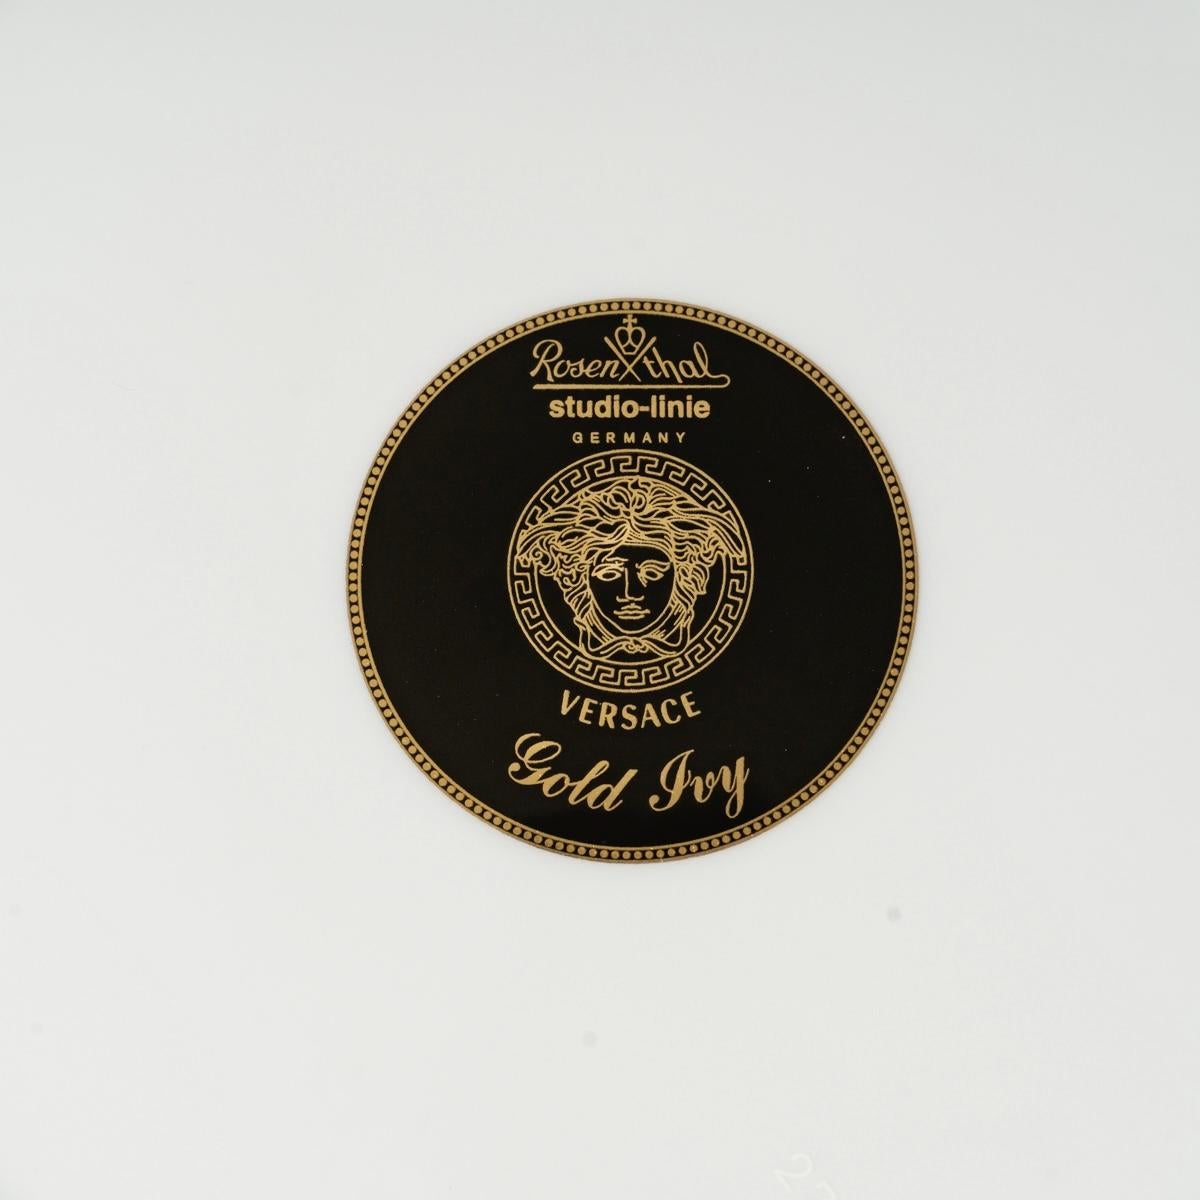 Rosenthal
studio-linie
GERMANY
VERSACE
Gold Ivy